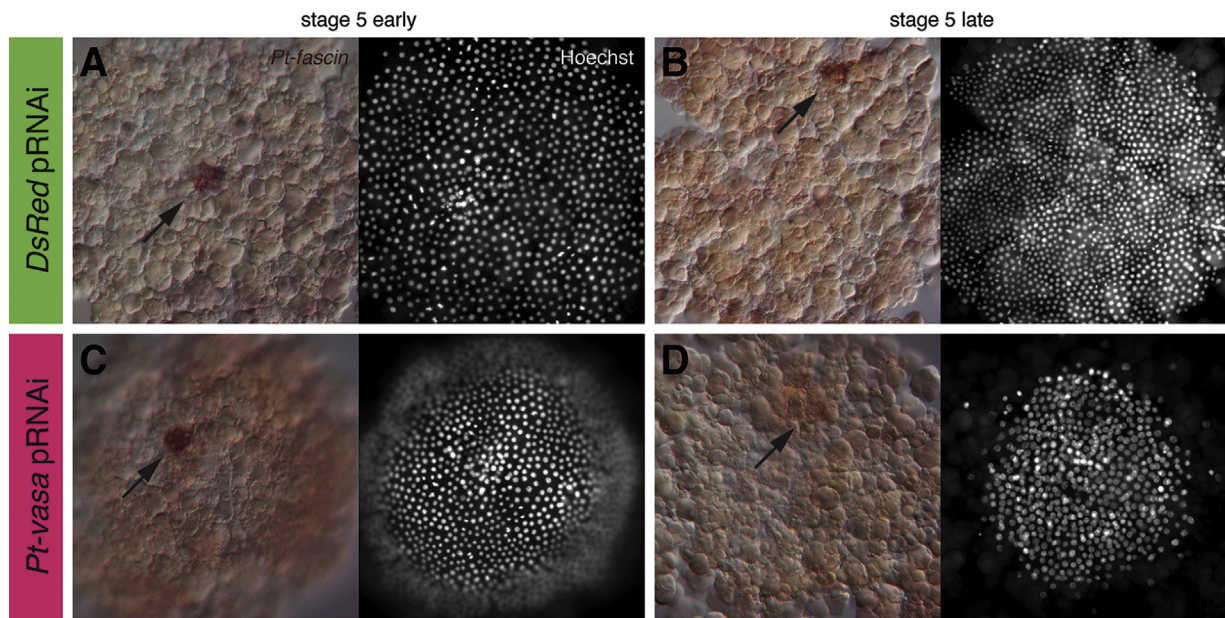 stage 5 early
stage 5 late
DsRed pRNAi
A
Pt-fascin
Hoechst
B
Pt-vasa pRNAi
C
D